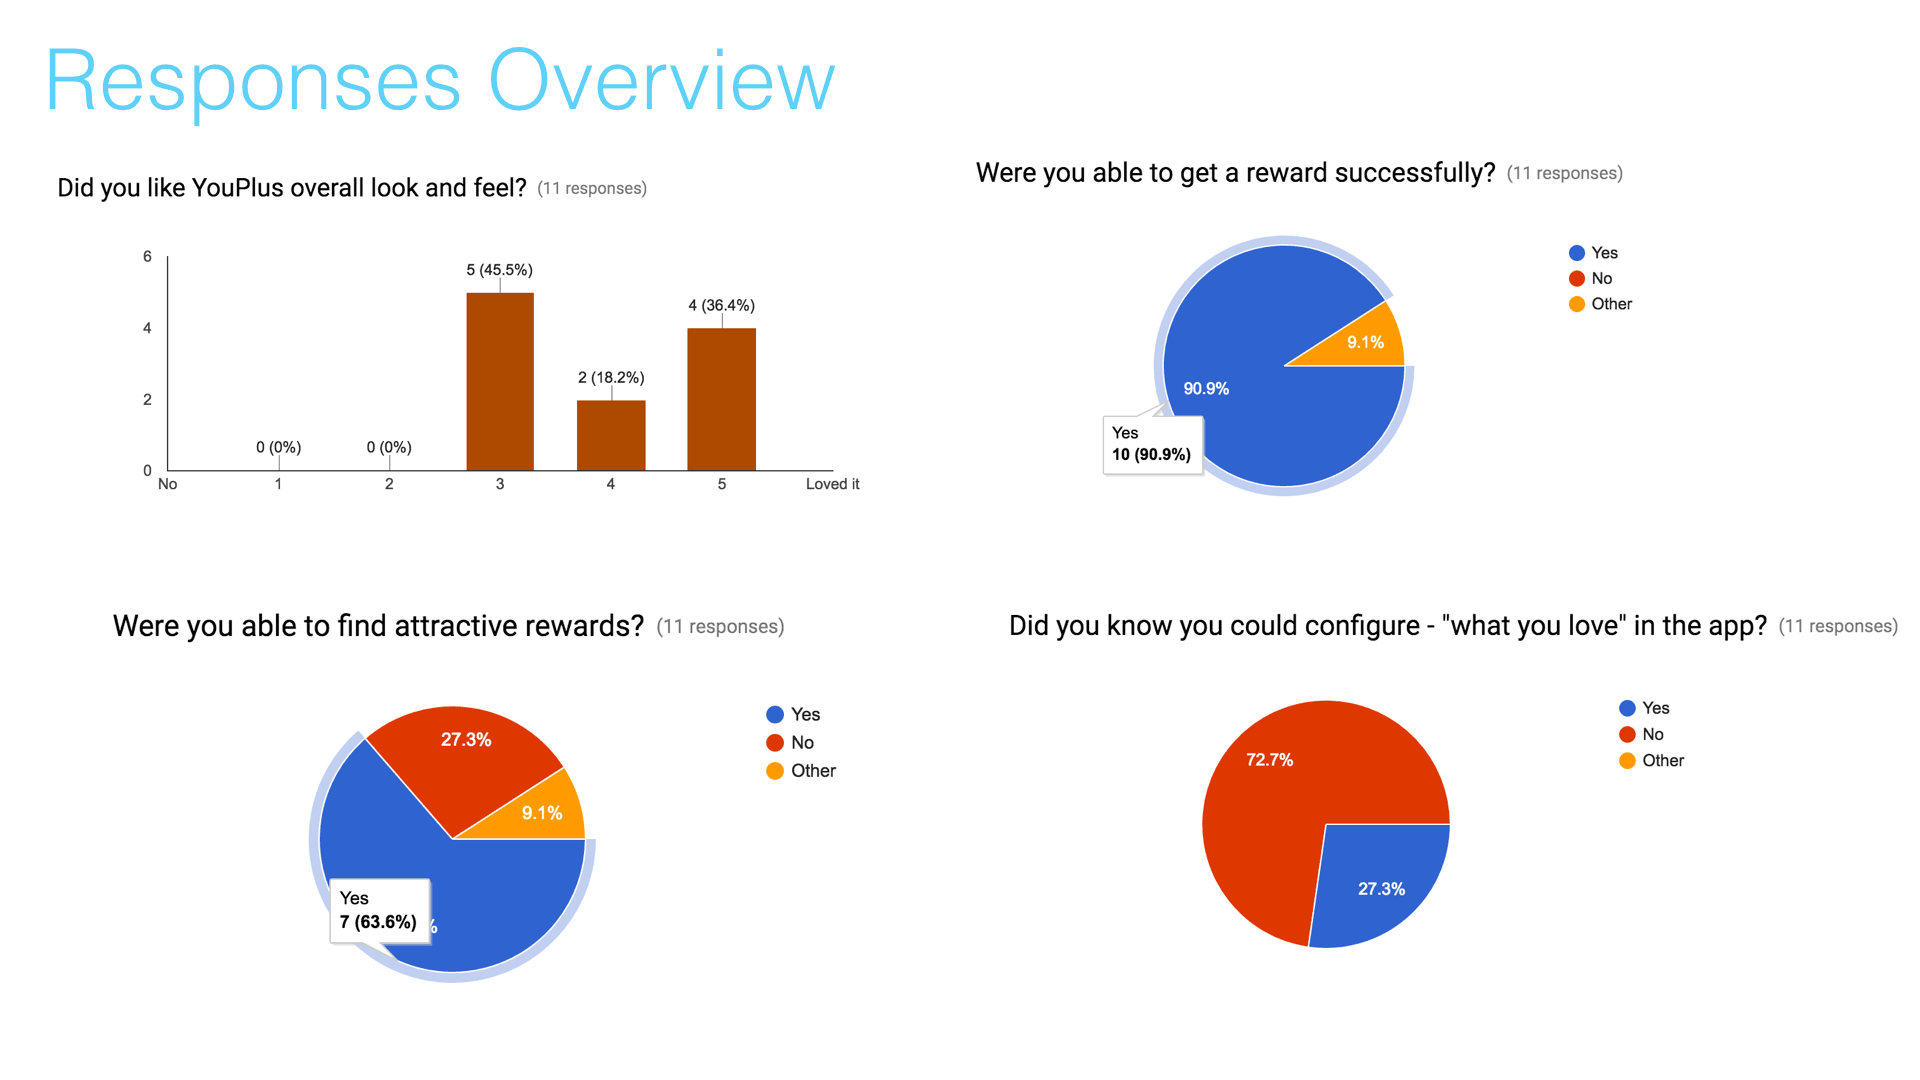 Responses Overview
Did you like YouPlus overall look and feel? (11 responses)
6
4
2
0
0 (0%)
0 (0%)
5 (45.5%)
2 (18.2%)
4 (36.4%)
No 1 2 3 4 5 Loved it
Were you able to get a reward successfully? (11 responses)
Yes
No
Other
9.1%
90.9%
Yes
10 (90.9%)
Were you able to find attractive rewards? (11 responses)
Yes
No
Other
27.3%
9.1%
Yes
7 (63.6%)
%
Did you know you could configure - "what you love" in the app? (11 responses)
Yes
No
Other
72.7%
27.3%